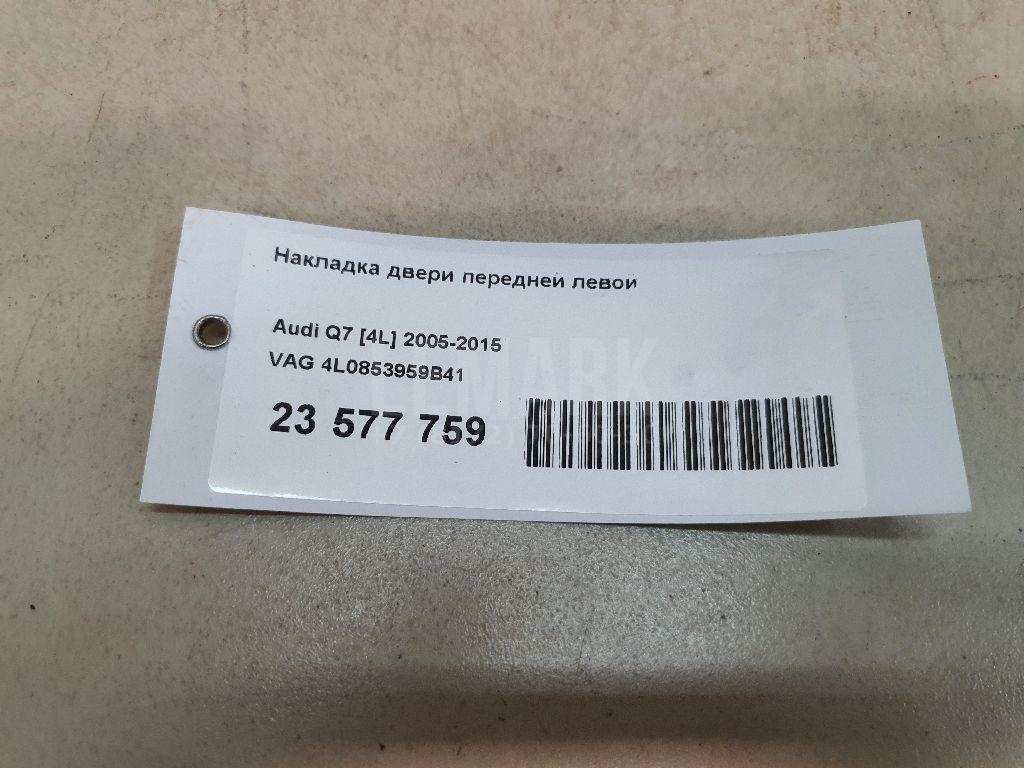 Накладка двери передней левой
Audi Q7 [4L] 2005-2015
VAG 4L0853959B41
23 577 759